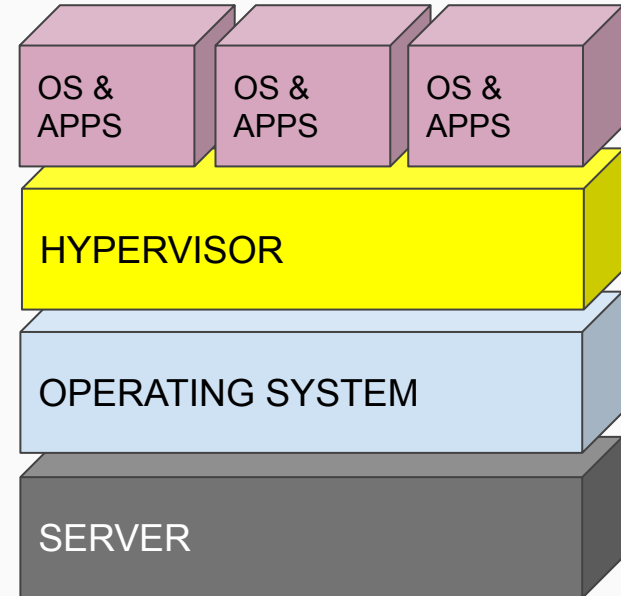 OS &
APPS
OS &
APPS
OS &
APPS
HYPERVISOR
OPERATING SYSTEM
SERVER